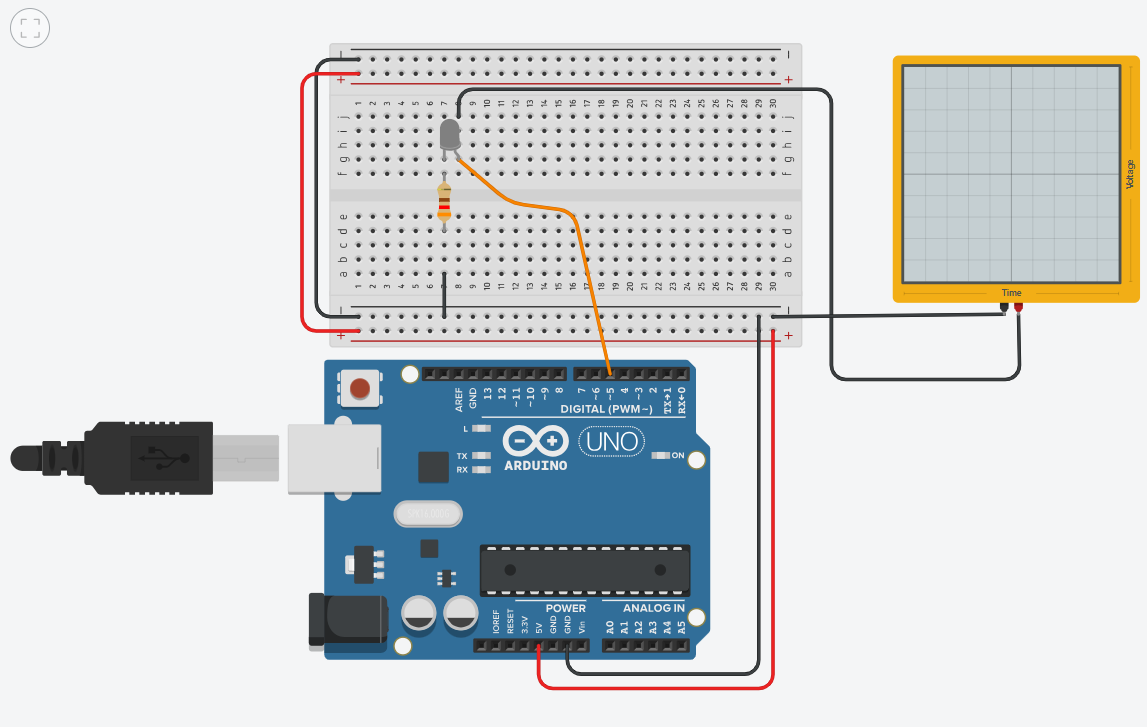 1 2 3 4 5 6 7 8 9 10 11 12 13 14 15 16 17 18 19 20 21 22 23 24 25 26 27 28 29 30
j j
i i
h h
g g
f f
e e
d d
c c
b b
a a
1 2 3 4 5 6 7 8 9 10 11 12 13 14 15 16 17 18 19 20 21 22 23 24 25 26 27 28 29 30
Voltage
Time
AREF GND 13 12 ~11 ~10 ~9 8 7 ~6 ~5 4 ~3 2 TX→1 RX←0
DIGITAL (PWM~)
L
TX
RX
ARDUINO
UNO
ON
POWER ANALOG IN
IOREF RESET 3.3V 5V GND GND Vin A0 A1 A2 A3 A4 A5